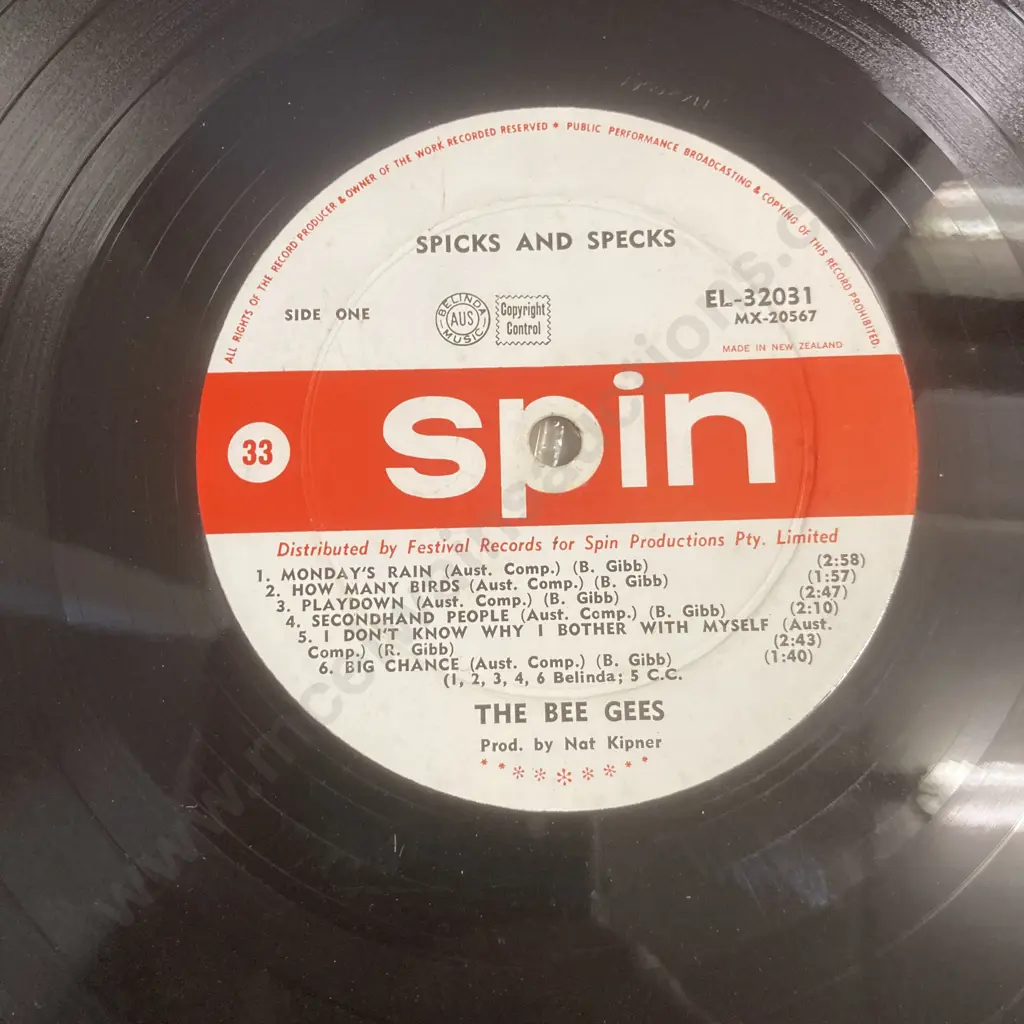 ALL RIGHTS OF THE RECORD PRODUCER & OWNER OF THE WORK RECORDED RESERVED * PUBLIC PERFORMANCE BROADCASTING & COPYING OF THIS RECORD PROHIBITED.
SPICKS AND SPECKS
SIDE ONE
BELINDA
AUS
MUSIC
Copyright
Control
EL-32031
MX-20567
MADE IN NEW ZEALAND
33
spin
Distributed by Festival Records for Spin Productions Pty. Limited
1. MONDAY'S RAIN (Aust. Comp.) (B. Gibb) (2:58)
2. HOW MANY BIRDS (Aust. Comp.) (B. Gibb) (1:57)
3. PLAYDOWN (Aust. Comp.) (B. Gibb) (2:47)
4. SECONDHAND PEOPLE (Aust. Comp.) (B. Gibb) (2:10)
5. I DON'T KNOW WHY I BOTHER WITH MYSELF (Aust.
Comp.) (R. Gibb) (2:43)
6. BIG CHANCE (Aust. Comp.) (B. Gibb) (1:40)
(1, 2, 3, 4, 6 Belinda; 5 C.C.
THE BEE GEES
Prod. by Nat Kipner